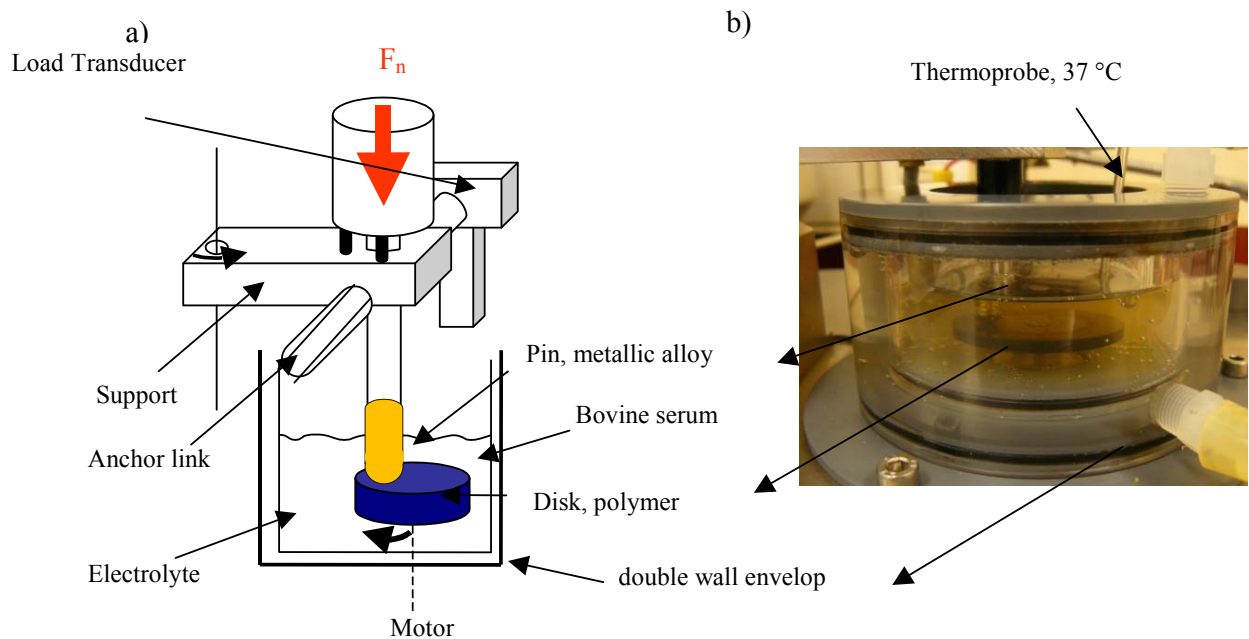 a)
Load Transducer
Fn
Support
Anchor link
Electrolyte
Motor
Pin, metallic alloy
Bovine serum
Disk, polymer
double wall envelop
b)
Thermoprobe, 37 °C